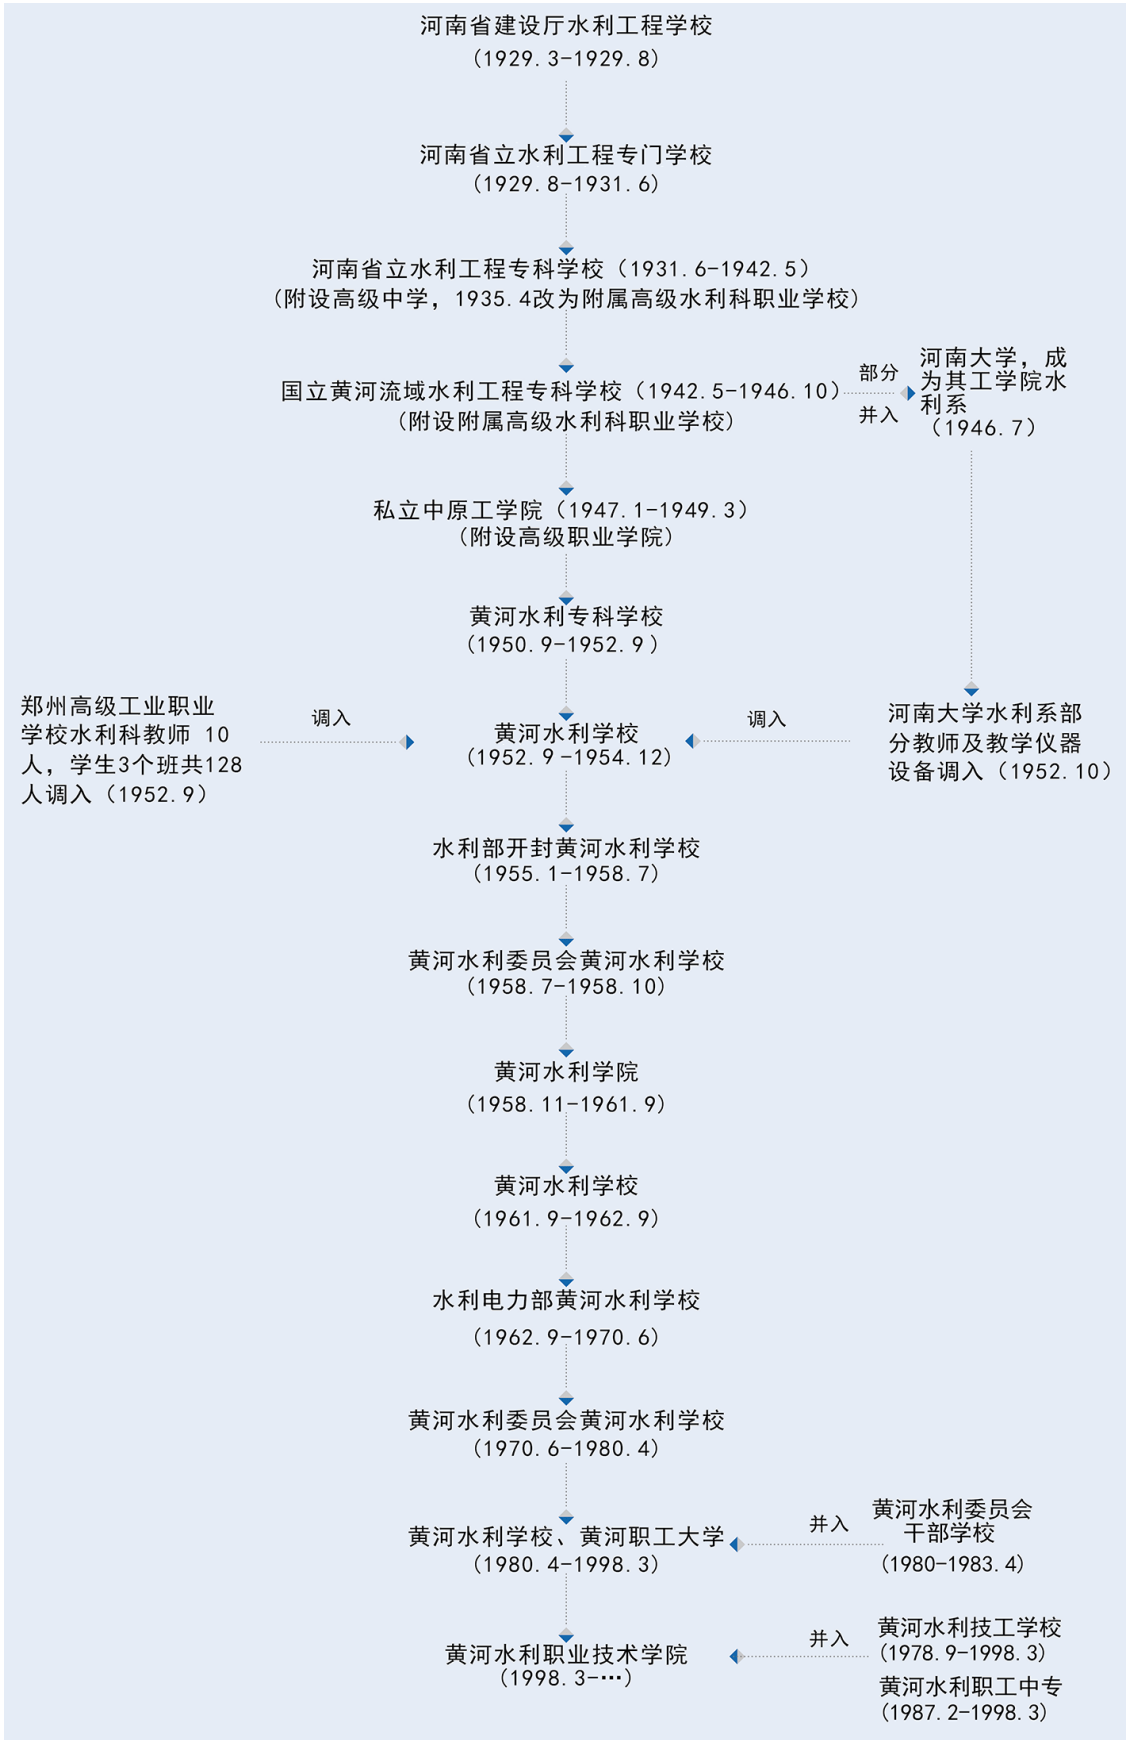 河南省建设厅水利工程学校
(1929.3-1929.8)
河南省立水利工程专门学校
(1929.8-1931.6)
河南省立水利工程专科学校（1931.6-1942.5）
(附设高级中学，1935.4改为附属高级水利科职业学校)
国立黄河流域水利工程专科学校（1942.5-1946.10）
(附设附属高级水利科职业学校)
部分
并入
河南大学，成
为其工学院水
利系
（1946.7）
私立中原工学院（1947.1-1949.3）
(附设高级职业学院)
黄河水利专科学校
(1950.9-1952.9)
郑州高级工业职业
学校水利科教师 10
人，学生3个班共128
人调入（1952.9）
调入
黄河水利学校
(1952.9-1954.12)
调入
河南大学水利系部
分教师及教学仪器
设备调入（1952.10）
水利部开封黄河水利学校
(1955.1-1958.7)
黄河水利委员会黄河水利学校
(1958.7-1958.10)
黄河水利学院
(1958.11-1961.9)
黄河水利学校
(1961.9-1962.9)
水利电力部黄河水利学校
(1962.9-1970.6)
黄河水利委员会黄河水利学校
(1970.6-1980.4)
黄河水利学校、黄河职工大学
(1980.4-1998.3)
并入
黄河水利委员会
干部学校
(1980-1983.4)
黄河水利职业技术学院
(1998.3-…)
并入
黄河水利技工学校
(1978.9-1998.3)
黄河水利职工中专
(1987.2-1998.3)